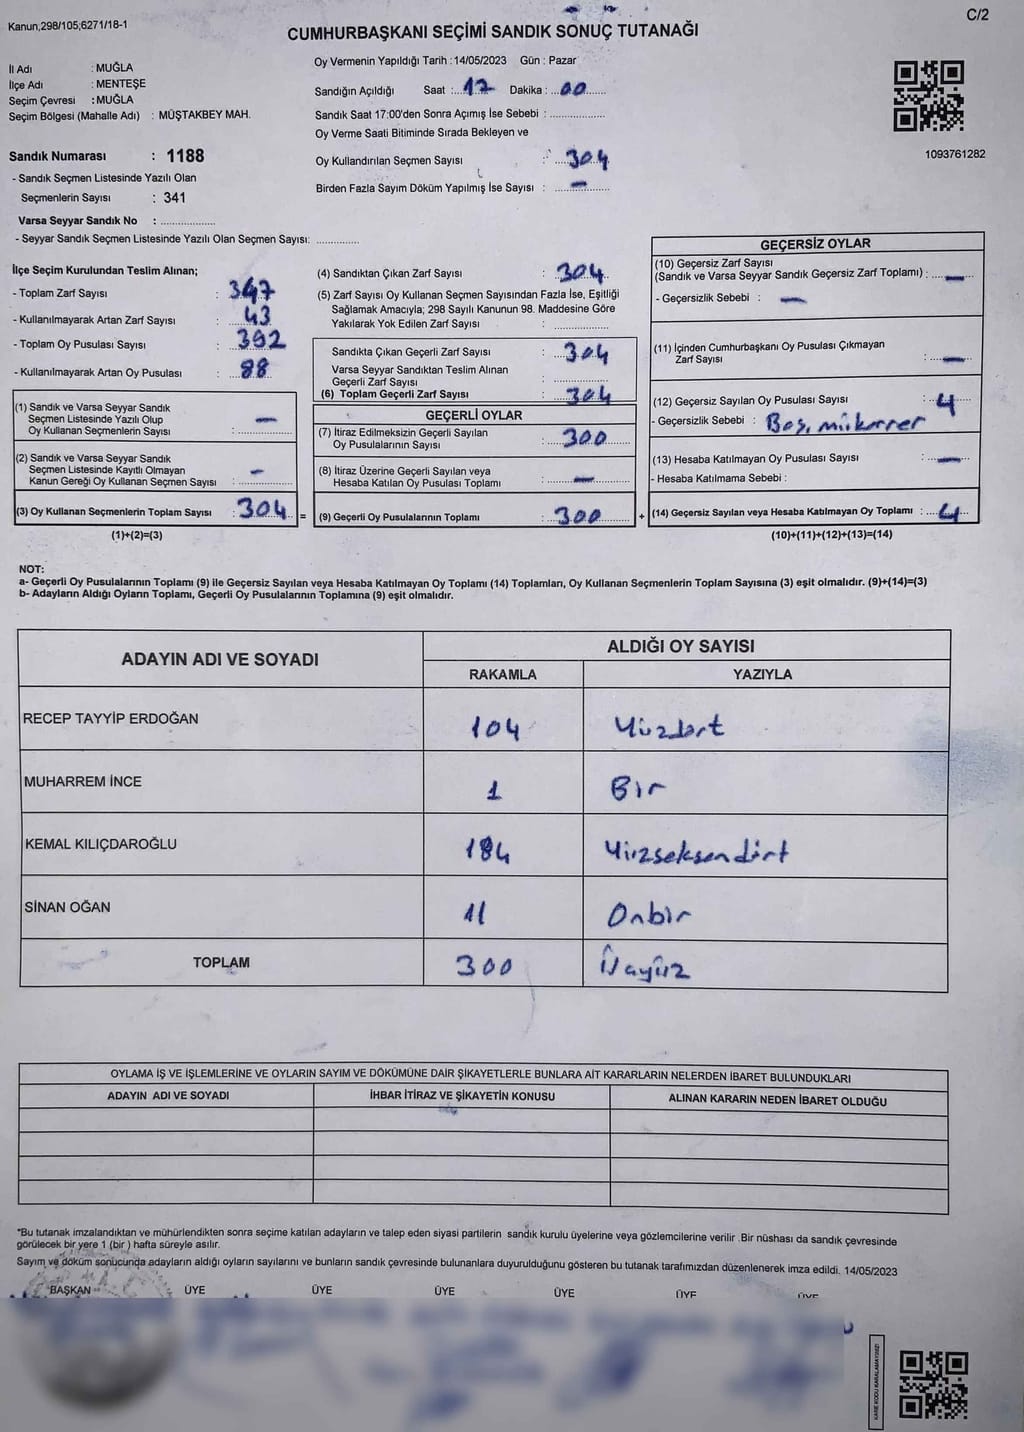 Kanun;298/105;6271/18-1
C/2
CUMHURBAŞKANI SEÇİMİ SANDIK SONUÇ TUTANAĞI
İl Adı : MUĞLA
İlçe Adı : MENTEŞE
Seçim Çevresi : MUĞLA
Seçim Bölgesi (Mahalle Adı) : MÜŞTAKBEY MAH.
Sandık Numarası : 1188
- Sandık Seçmen Listesinde Yazılı Olan
Seçmenlerin Sayısı : 341
Varsa Seyyar Sandık No : ..................
- Seyyar Sandık Seçmen Listesinde Yazılı Olan Seçmen Sayısı: ..............
Oy Vermenin Yapıldığı Tarih :14/05/2023 Gün : Pazar
Sandığın Açıldığı Saat : 17 Dakika : 00
Sandık Saat 17:00'den Sonra Açımış İse Sebebi : ..................
Oy Verme Saati Bitiminde Sırada Bekleyen ve
Oy Kullandırılan Seçmen Sayısı : 304
Birden Fazla Sayım Döküm Yapılmış İse Sayısı : —
1093761282
İlçe Seçim Kurulundan Teslim Alınan;
- Toplam Zarf Sayısı : 347
- Kullanılmayarak Artan Zarf Sayısı : 43
- Toplam Oy Pusulası Sayısı : 392
- Kullanılmayarak Artan Oy Pusulası : 88
(1) Sandık ve Varsa Seyyar Sandık
Seçmen Listesinde Yazılı Olup
Oy Kullanan Seçmenlerin Sayısı : —
(2) Sandık ve Varsa Seyyar Sandık
Seçmen Listesinde Kayıtlı Olmayan
Kanun Gereği Oy Kullanan Seçmen Sayısı : —
(3) Oy Kullanan Seçmenlerin Toplam Sayısı : 304 =
(1)+(2)=(3)
(4) Sandıktan Çıkan Zarf Sayısı : 304
(5) Zarf Sayısı Oy Kullanan Seçmen Sayısından Fazla İse, Eşitliği
Sağlamak Amacıyla; 298 Sayılı Kanunun 98. Maddesine Göre
Yakılarak Yok Edilen Zarf Sayısı : ..................
Sandıkta Çıkan Geçerli Zarf Sayısı : 304
Varsa Seyyar Sandıktan Teslim Alınan
Geçerli Zarf Sayısı : ..................
(6) Toplam Geçerli Zarf Sayısı : 304
GEÇERLİ OYLAR
(7) İtiraz Edilmeksizin Geçerli Sayılan
Oy Pusulalarının Sayısı : 300
(8) İtiraz Üzerine Geçerli Sayılan veya
Hesaba Katılan Oy Pusulası Toplamı : —
(9) Geçerli Oy Pusulalarının Toplamı : 300 +
GEÇERSİZ OYLAR
(10) Geçersiz Zarf Sayısı
(Sandık ve Varsa Seyyar Sandık Geçersiz Zarf Toplamı) : —
- Geçersizlik Sebebi : —
(11) İçinden Cumhurbaşkanı Oy Pusulası Çıkmayan
Zarf Sayısı : —
(12) Geçersiz Sayılan Oy Pusulası Sayısı : 4
- Geçersizlik Sebebi : Boş, mükerrer
(13) Hesaba Katılmayan Oy Pusulası Sayısı : —
- Hesaba Katılmama Sebebi :
(14) Geçersiz Sayılan veya Hesaba Katılmayan Oy Toplamı : 4
(10)+(11)+(12)+(13)=(14)
NOT:
a- Geçerli Oy Pusulalarının Toplamı (9) ile Geçersiz Sayılan veya Hesaba Katılmayan Oy Toplamı (14) Toplamları, Oy Kullanan Seçmenlerin Toplam Sayısına (3) eşit olmalıdır. (9)+(14)=(3)
b- Adayların Aldığı Oyların Toplamı, Geçerli Oy Pusulalarının Toplamına (9) eşit olmalıdır.
ADAYIN ADI VE SOYADI ALDIĞI OY SAYISI
RAKAMLA YAZIYLA
RECEP TAYYİP ERDOĞAN 104 Yüzdört
MUHARREM İNCE 1 Bir
KEMAL KILIÇDAROĞLU 184 Yüzseksendört
SİNAN OĞAN 11 Onbir
TOPLAM 300 Üçyüz
OYLAMA İŞ VE İŞLEMLERİNE VE OYLARIN SAYIM VE DÖKÜMÜNE DAİR ŞİKAYETLERLE BUNLARA AİT KARARLARIN NELERDEN İBARET BULUNDUKLARI
ADAYIN ADI VE SOYADI İHBAR İTİRAZ VE ŞİKAYETİN KONUSU ALINAN KARARIN NEDEN İBARET OLDUĞU
*Bu tutanak imzalandıktan ve mühürlendikten sonra seçime katılan adayların ve talep eden siyasi partilerin sandık kurulu üyelerine veya gözlemcilerine verilir .Bir nüshası da sandık çevresinde
görülecek bir yere 1 (bir ) hafta süreyle asılır.
Sayım ve döküm sonucunda adayların aldığı oyların sayılarını ve bunların sandık çevresinde bulunanlara duyurulduğunu gösteren bu tutanak tarafımızdan düzenlenerek imza edildi. 14/05/2023
BAŞKAN ÜYE ÜYE ÜYE ÜYE ÜYE ÜYE
KARE KODU KARALAMAYINIZ!